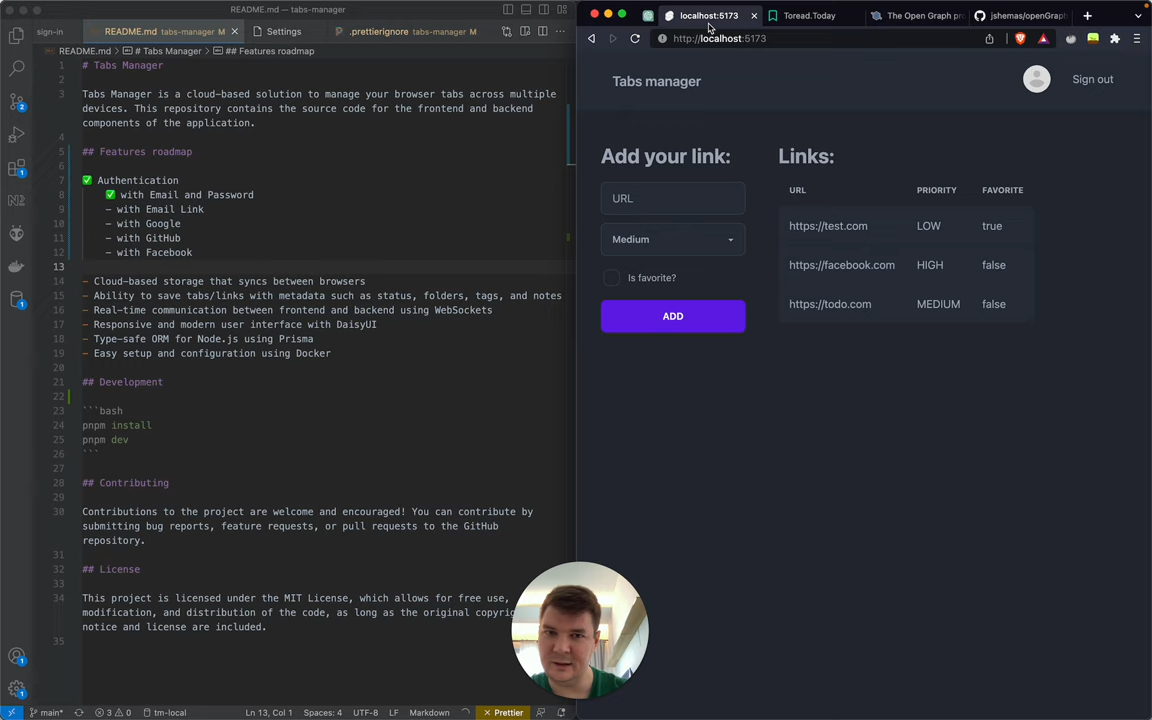 README.md — tabs-manager
sign-in
README.md tabs-manager M
Settings
.prettierignore tabs-manager M
README.md > # Tabs Manager > ## Features roadmap
1 # Tabs Manager
2
3 Tabs Manager is a cloud-based solution to manage your browser tabs across multiple
devices. This repository contains the source code for the frontend and backend
components of the application.
4
5 ## Features roadmap
6
7 ✅ Authentication
8 ✅ with Email and Password
9 - with Email Link
10 - with Google
11 - with GitHub
12 - with Facebook
13
14 - Cloud-based storage that syncs between browsers
15 - Ability to save tabs/links with metadata such as status, folders, tags, and notes
16 - Real-time communication between frontend and backend using WebSockets
17 - Responsive and modern user interface with DaisyUI
18 - Type-safe ORM for Node.js using Prisma
19 - Easy setup and configuration using Docker
20
21 ## Development
22
23 ```bash
24 pnpm install
25 pnpm dev
26 ```
27
28 ## Contributing
29
30 Contributions to the project are welcome and encouraged! You can contribute by
submitting bug reports, feature requests, or pull requests to the GitHub
repository.
31
32 ## License
33
34 This project is licensed under the MIT License, which allows for free use,
modification, and distribution of the code, as long as the original copyrig
notice and license are included.
35
2
1
1
1
1
main* 3 0 tm-local Ln 13, Col 1 Spaces: 4 UTF-8 LF Markdown Prettier
localhost:5173
Toread.Today
The Open Graph pro
jshemas/openGraph
http://localhost:5173
Tabs manager
Sign out
Add your link:
URL
Medium
Is favorite?
ADD
Links:
URL PRIORITY FAVORITE
https://test.com LOW true
https://facebook.com HIGH false
https://todo.com MEDIUM false